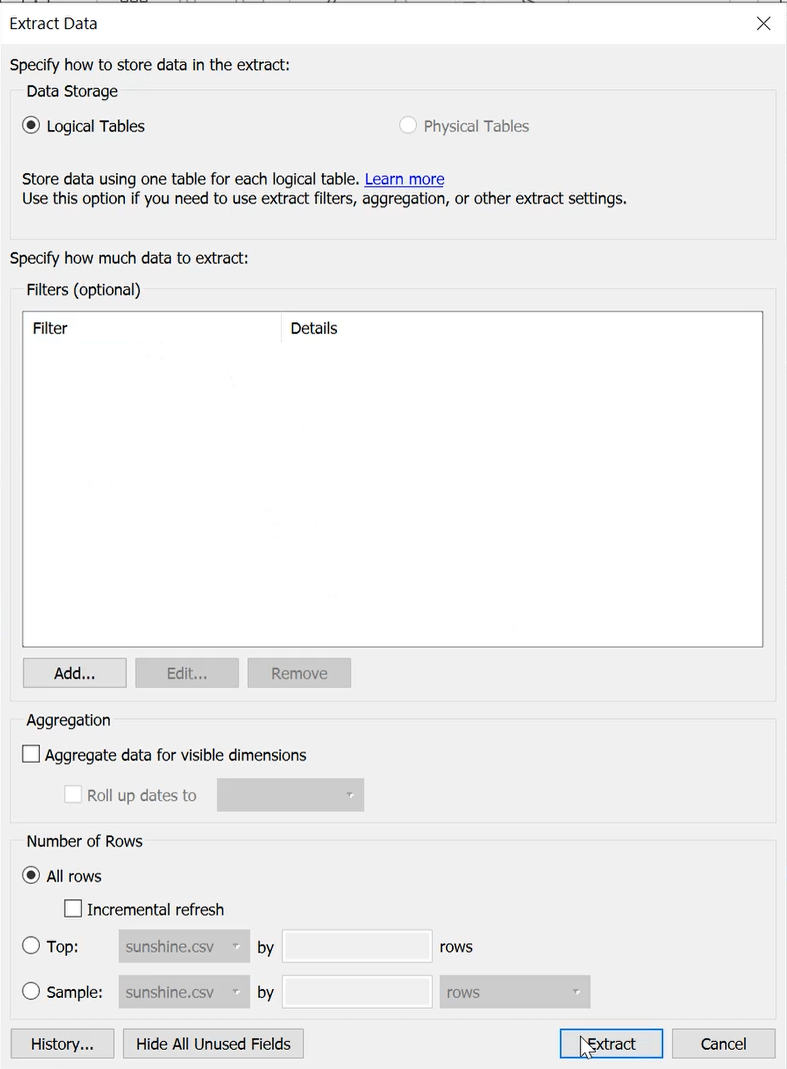 Extract Data
Specify how to store data in the extract:
Data Storage
Logical Tables Physical Tables
Store data using one table for each logical table. Learn more
Use this option if you need to use extract filters, aggregation, or other extract settings.
Specify how much data to extract:
Filters (optional)
Filter Details
Add... Edit... Remove
Aggregation
Aggregate data for visible dimensions
Roll up dates to
Number of Rows
All rows
Incremental refresh
Top: sunshine.csv by rows
Sample: sunshine.csv by rows
History... Hide All Unused Fields Extract Cancel